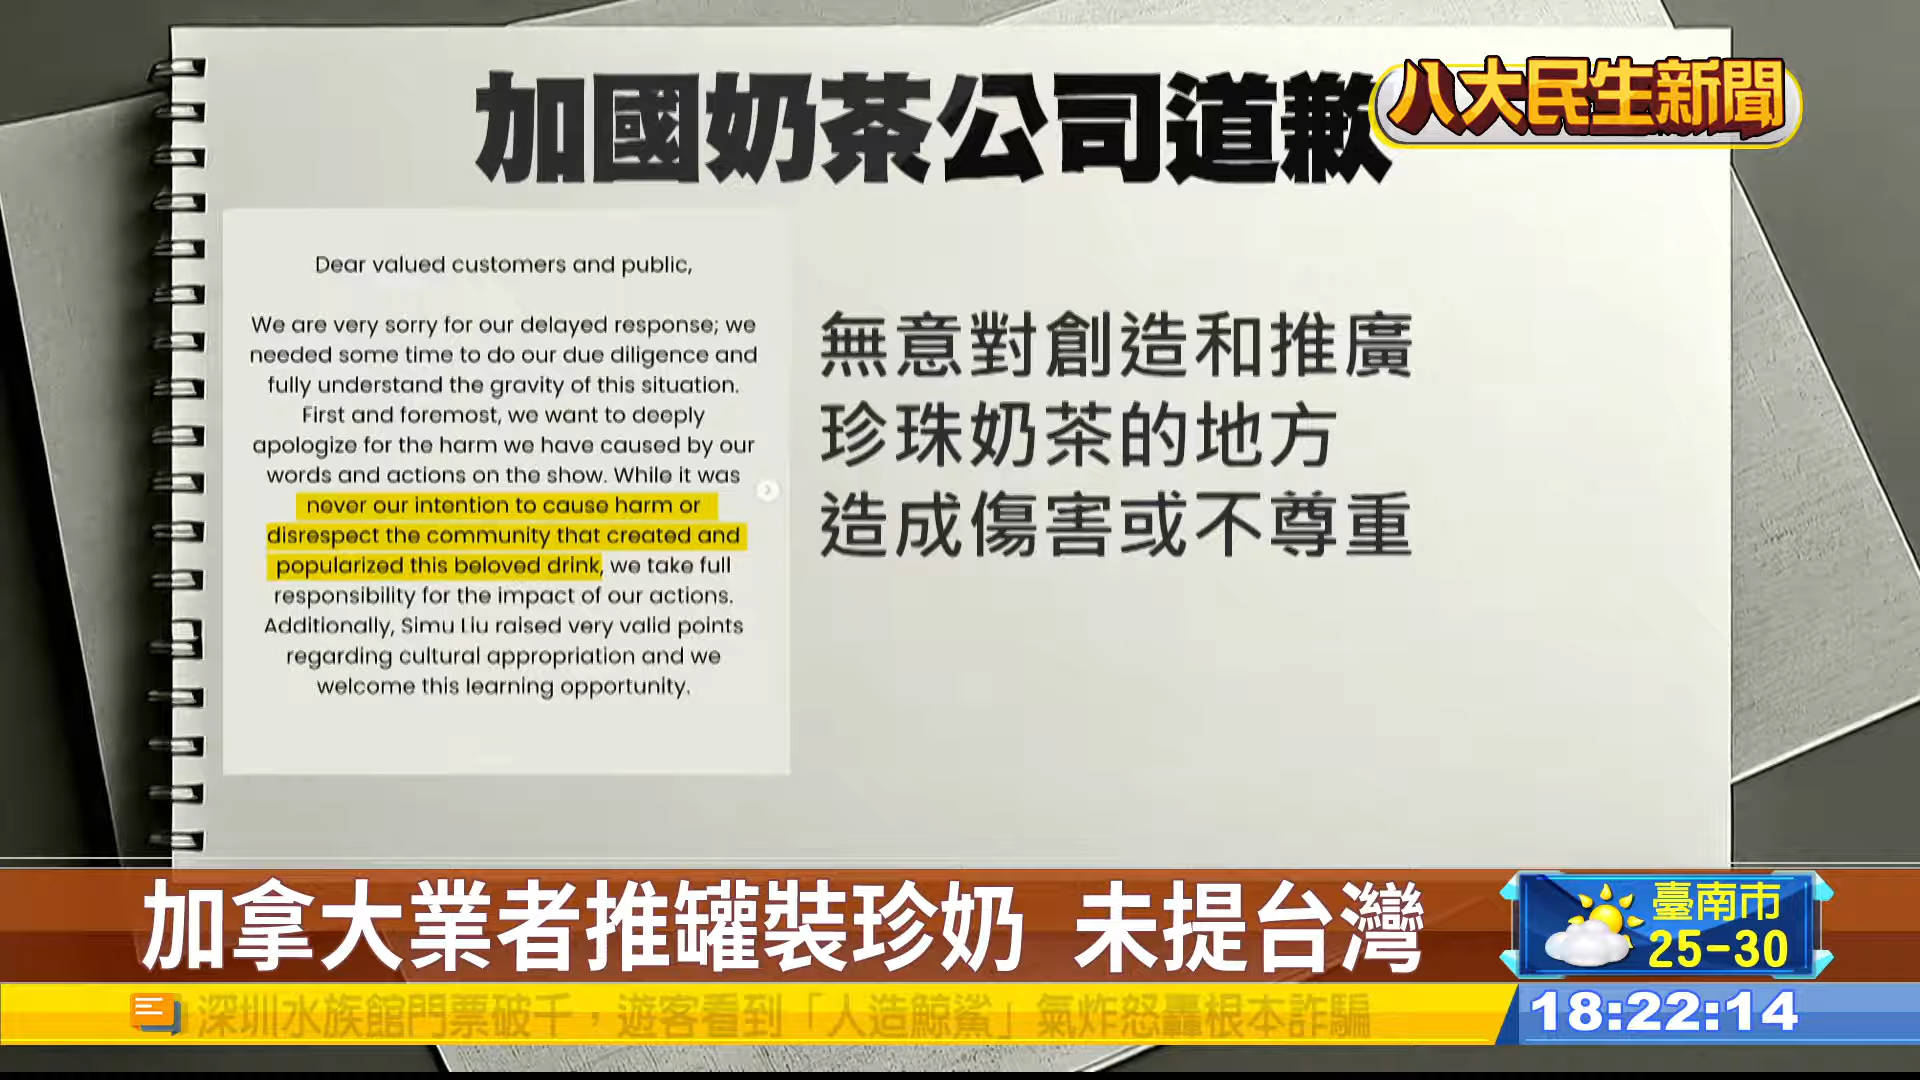 加國奶茶公司道歉
八大民生新聞
Dear valued customers and public,
We are very sorry for our delayed response; we
needed some time to do our due diligence and
fully understand the gravity of this situation.
First and foremost, we want to deeply
apologize for the harm we have caused by our
words and actions on the show. While it was
never our intention to cause harm or
disrespect the community that created and
popularized this beloved drink, we take full
responsibility for the impact of our actions.
Additionally, Simu Liu raised very valid points
regarding cultural appropriation and we
welcome this learning opportunity.
無意對創造和推廣
珍珠奶茶的地方
造成傷害或不尊重
加拿大業者推罐裝珍奶 未提台灣
臺南市
25-30
深圳水族館門票破千，遊客看到「人造鯨鯊」氣炸怒轟根本詐騙
18:22:14